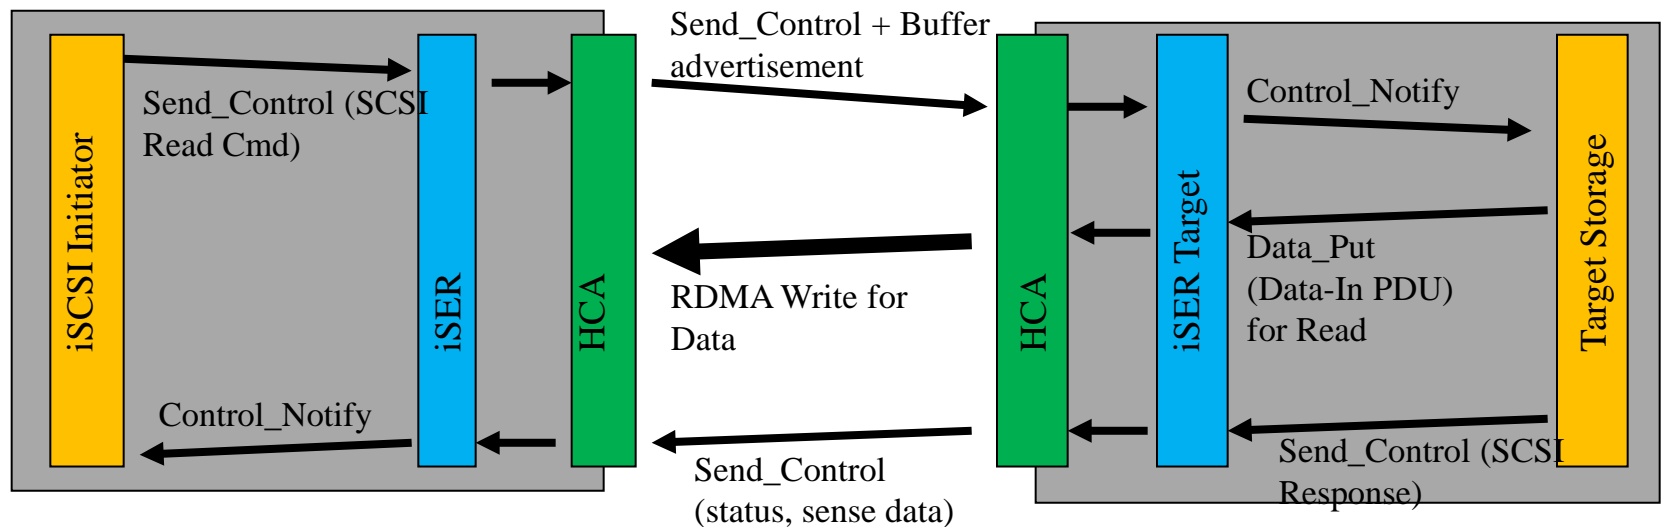 Send_Control + Buffer
advertisement
Send_Control (SCSI
Read Cmd)
Control_Notify
iSCSI Initiator
iSER
HCA
HCA
iSER Target
Target Storage
RDMA Write for
Data
Data_Put
(Data-In PDU)
for Read
Control_Notify
Send_Control
(status, sense data)
Send_Control (SCSI
Response)